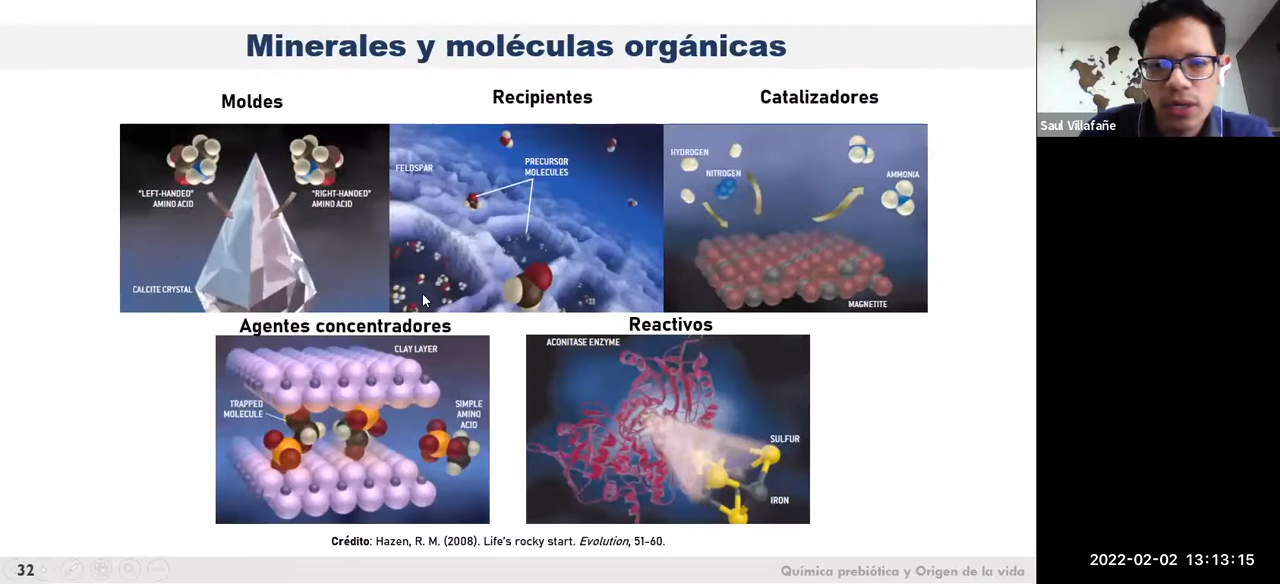 Minerales y moléculas orgánicas
Moldes
Recipientes
Catalizadores
"LEFT-HANDED"
AMINO ACID
"RIGHT-HANDED"
AMINO ACID
CALCITE CRYSTAL
FELDSPAR
PRECURSOR
MOLECULES
HYDROGEN
NITROGEN
AMMONIA
MAGNETITE
Agentes concentradores
Reactivos
CLAY LAYER
TRAPPED
MOLECULE
SIMPLE
AMINO
ACID
ACONITASE ENZYME
SULFUR
IRON
Crédito: Hazen, R. M. (2008). Life's rocky start. Evolution, 51-60.
32
Química prebiótica y Origen de la vida
Saul Villafañe
2022-02-02 13:13:15